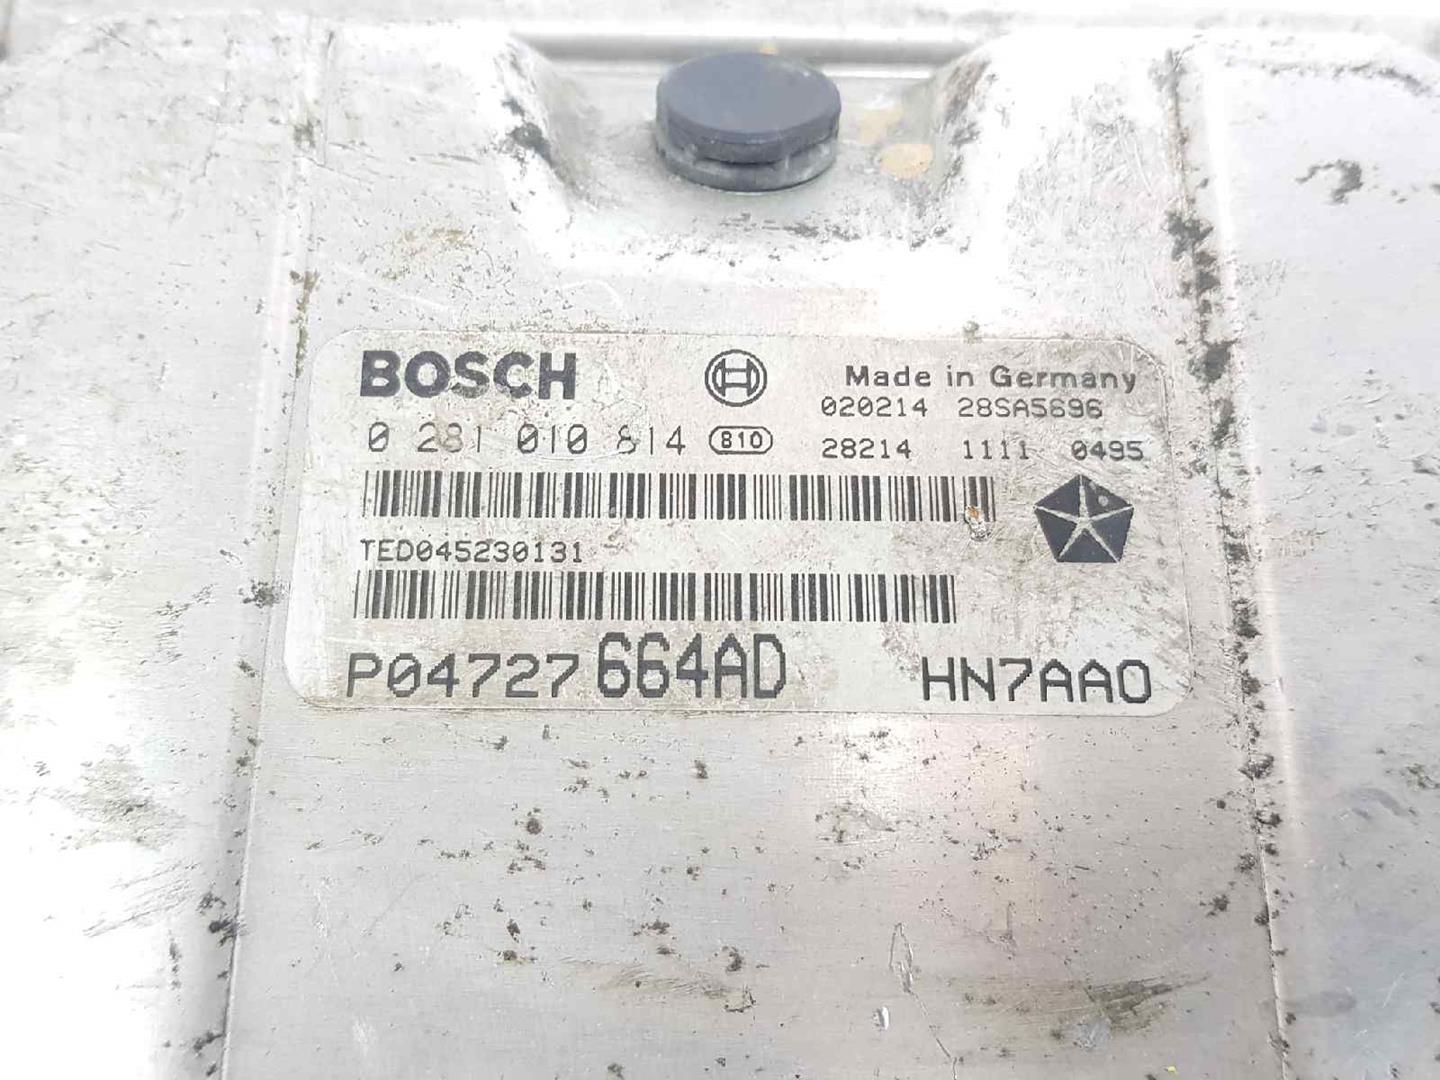 BOSCH
Made in Germany
020214 28SA5696
0 281 010 814 810 28214 1111 0495
TED045230131
P04727664AD HN7AA0